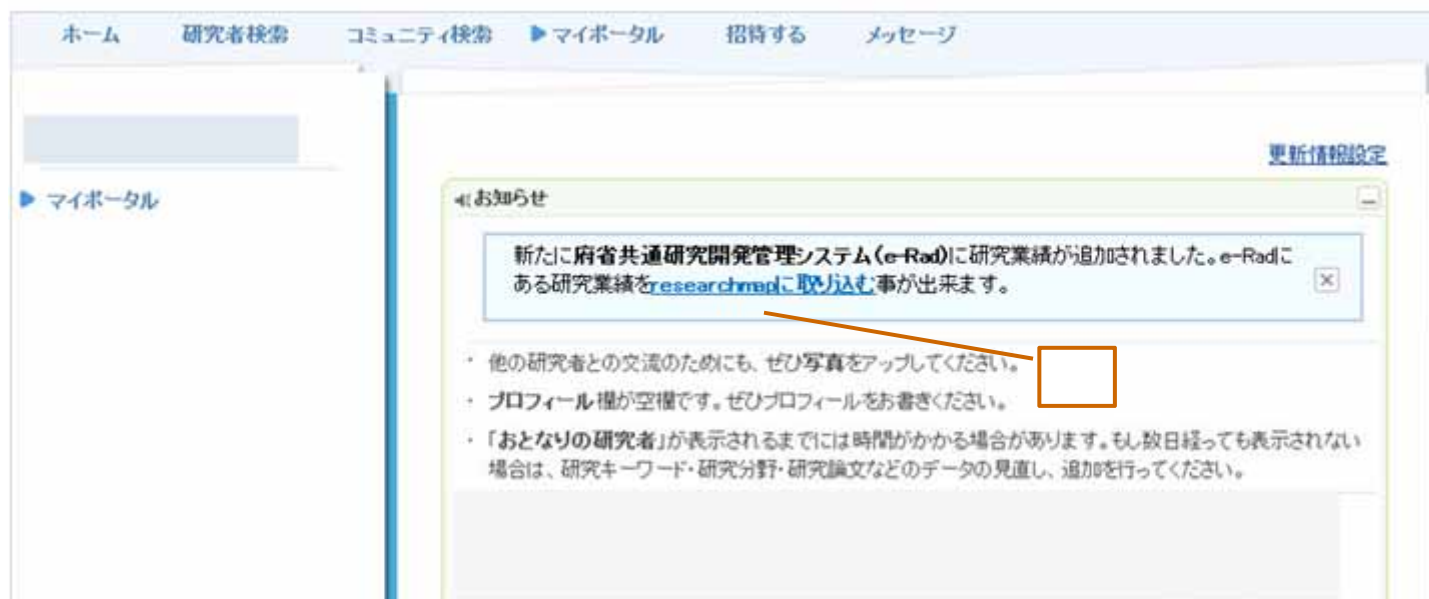 ホーム 研究者検索 コミュニティ検索 マイポータル 招待する メッセージ
マイポータル
更新情報設定
お知らせ
新たに府省共通研究開発管理システム(e-Rad)に研究業績が追加されました。e-Radに
ある研究業績をresearchmapに取り込む事が出来ます。
・ 他の研究者との交流のためにも、ぜひ写真をアップしてください。
・ プロフィール欄が空欄です。ぜひプロフィールをお書きください。
・ 「おとなりの研究者」が表示されるまでには時間がかかる場合があります。もし数日経っても表示されない
場合は、研究キーワード・研究分野・研究論文などのデータの見直し、追加を行ってください。